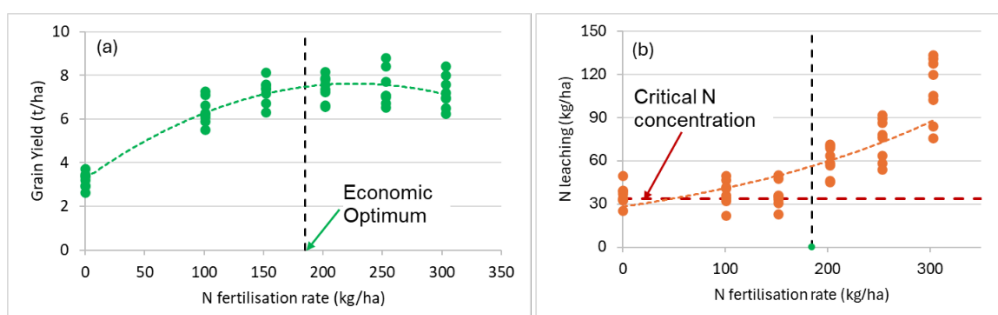 (a)
Grain Yield (t/ha)
10
8
6
4
2
0
Economic
Optimum
0 50 100 150 200 250 300 350
N fertilisation rate (kg/ha)
(b)
N leaching (kg/ha)
150
120
90
60
30
0
Critical N
concentration
0 100 200 300
N fertilisation rate (kg/ha)